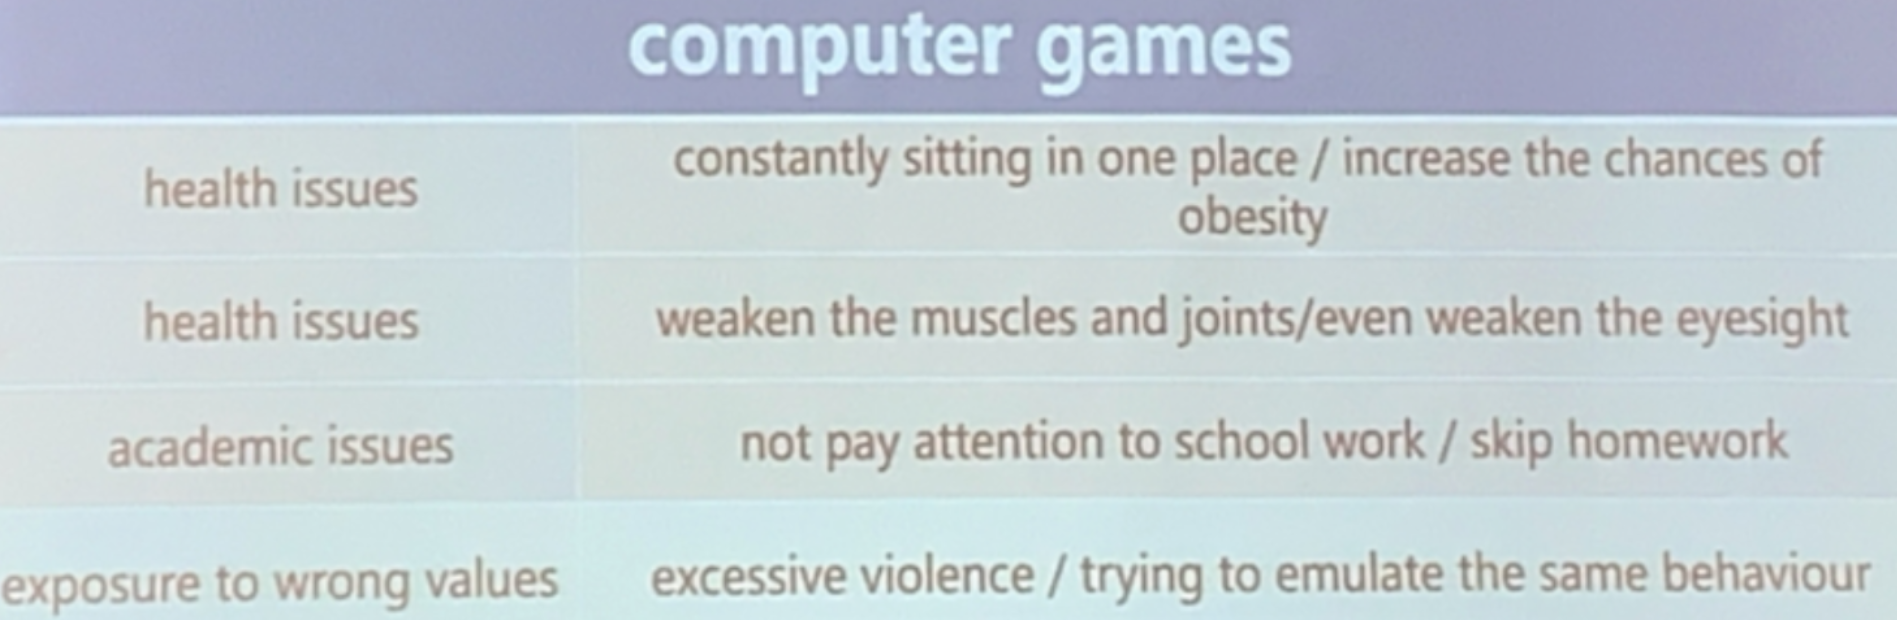 computer games
health issues
constantly sitting in one place / increase the chances of
obesity
health issues
weaken the muscles and joints/even weaken the eyesight
academic issues
not pay attention to school work / skip homework
exposure to wrong values
excessive violence / trying to emulate the same behaviour